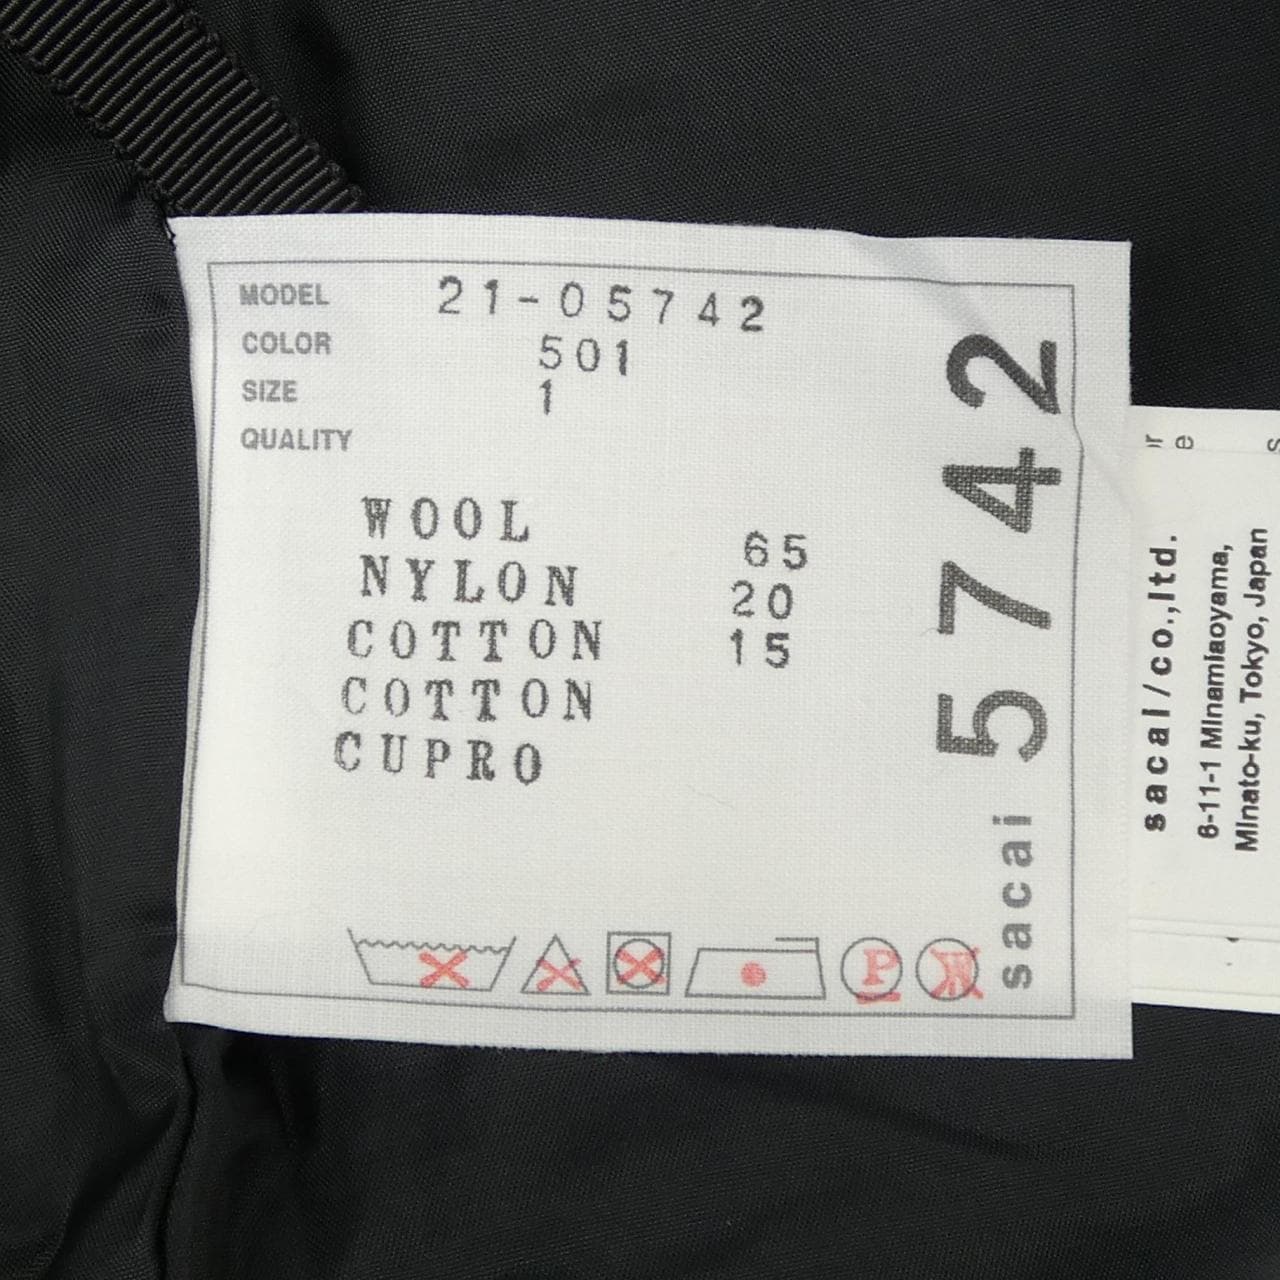 MODEL 21-05742
COLOR 501
SIZE 1
QUALITY
WOOL 65
NYLON 20
COTTON 15
COTTON
CUPRO
P
W
sacai 5742
sacai/co.,ltd.
6-11-1 Minamiaoyama,
Minato-ku, Tokyo, Japan